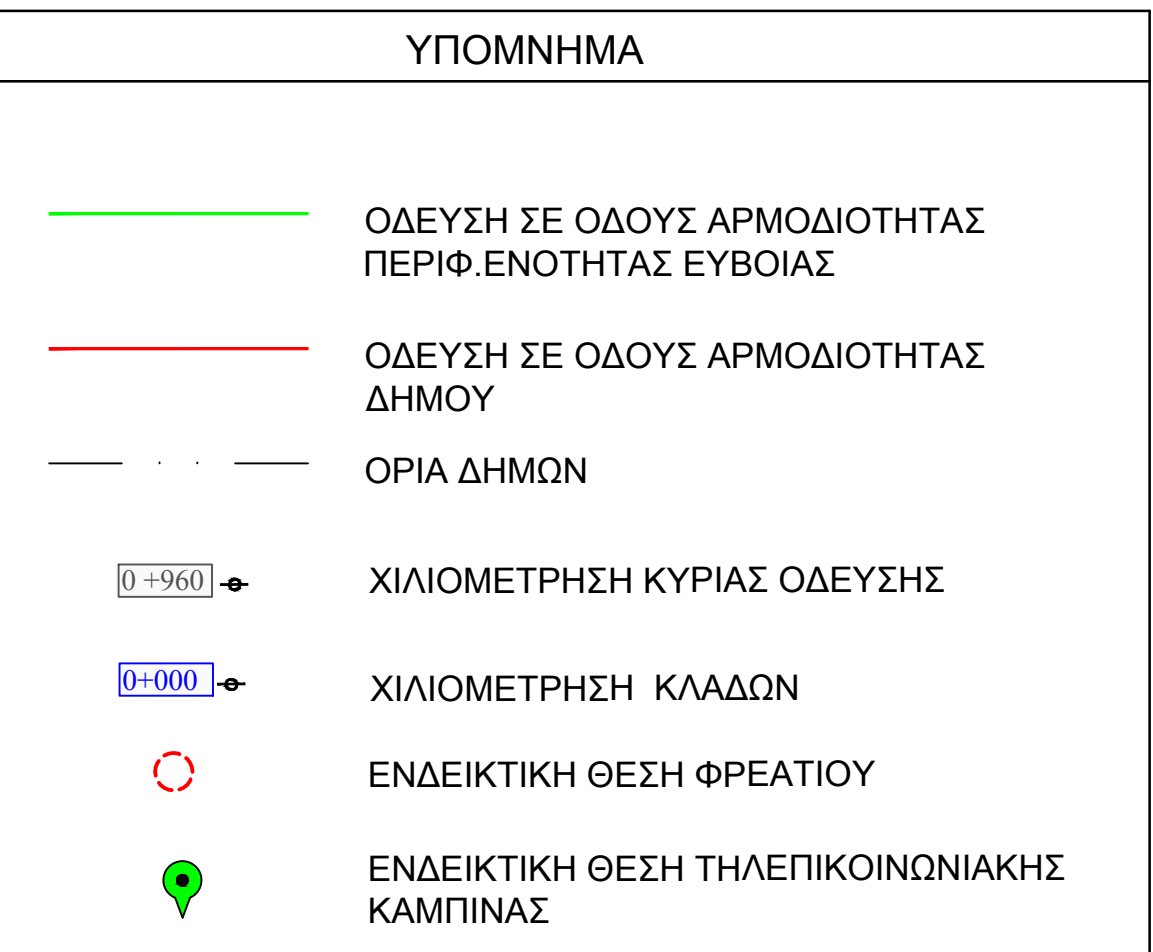 ΥΠΟΜΝΗΜΑ
ΟΔΕΥΣΗ ΣΕ ΟΔΟΥΣ ΑΡΜΟΔΙΟΤΗΤΑΣ
ΠΕΡΙΦ.ΕΝΟΤΗΤΑΣ ΕΥΒΟΙΑΣ
ΟΔΕΥΣΗ ΣΕ ΟΔΟΥΣ ΑΡΜΟΔΙΟΤΗΤΑΣ
ΔΗΜΟΥ
ΟΡΙΑ ΔΗΜΩΝ
0 +960 ΧΙΛΙΟΜΕΤΡΗΣΗ ΚΥΡΙΑΣ ΟΔΕΥΣΗΣ
0+000 ΧΙΛΙΟΜΕΤΡΗΣΗ ΚΛΑΔΩΝ
ΕΝΔΕΙΚΤΙΚΗ ΘΕΣΗ ΦΡΕΑΤΙΟΥ
ΕΝΔΕΙΚΤΙΚΗ ΘΕΣΗ ΤΗΛΕΠΙΚΟΙΝΩΝΙΑΚΗΣ
ΚΑΜΠΙΝΑΣ